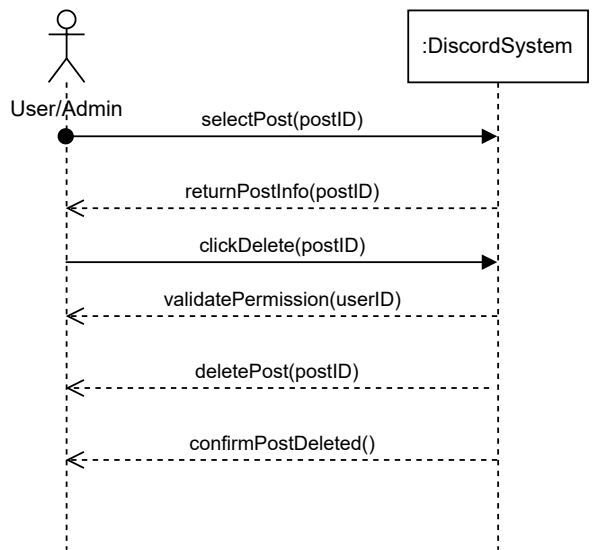 :DiscordSystem
User/Admin
selectPost(postID)
returnPostInfo(postID)
clickDelete(postID)
validatePermission(userID)
deletePost(postID)
confirmPostDeleted()